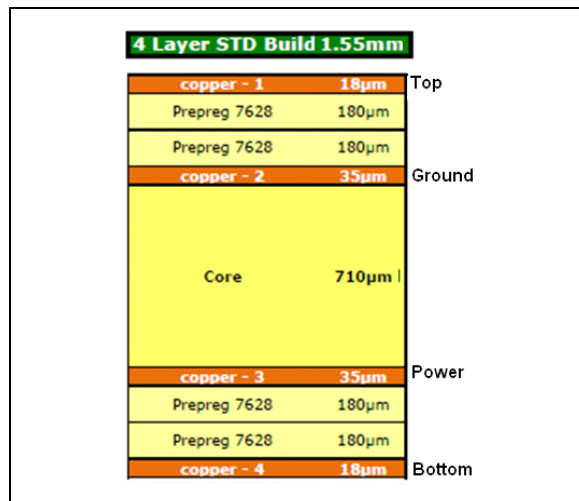 4 Layer STD Build 1.55mm
copper - 1 18µm Top
Prepreg 7628 180µm
Prepreg 7628 180µm
copper - 2 35µm Ground
Core 710µm
copper - 3 35µm Power
Prepreg 7628 180µm
Prepreg 7628 180µm
copper - 4 18µm Bottom